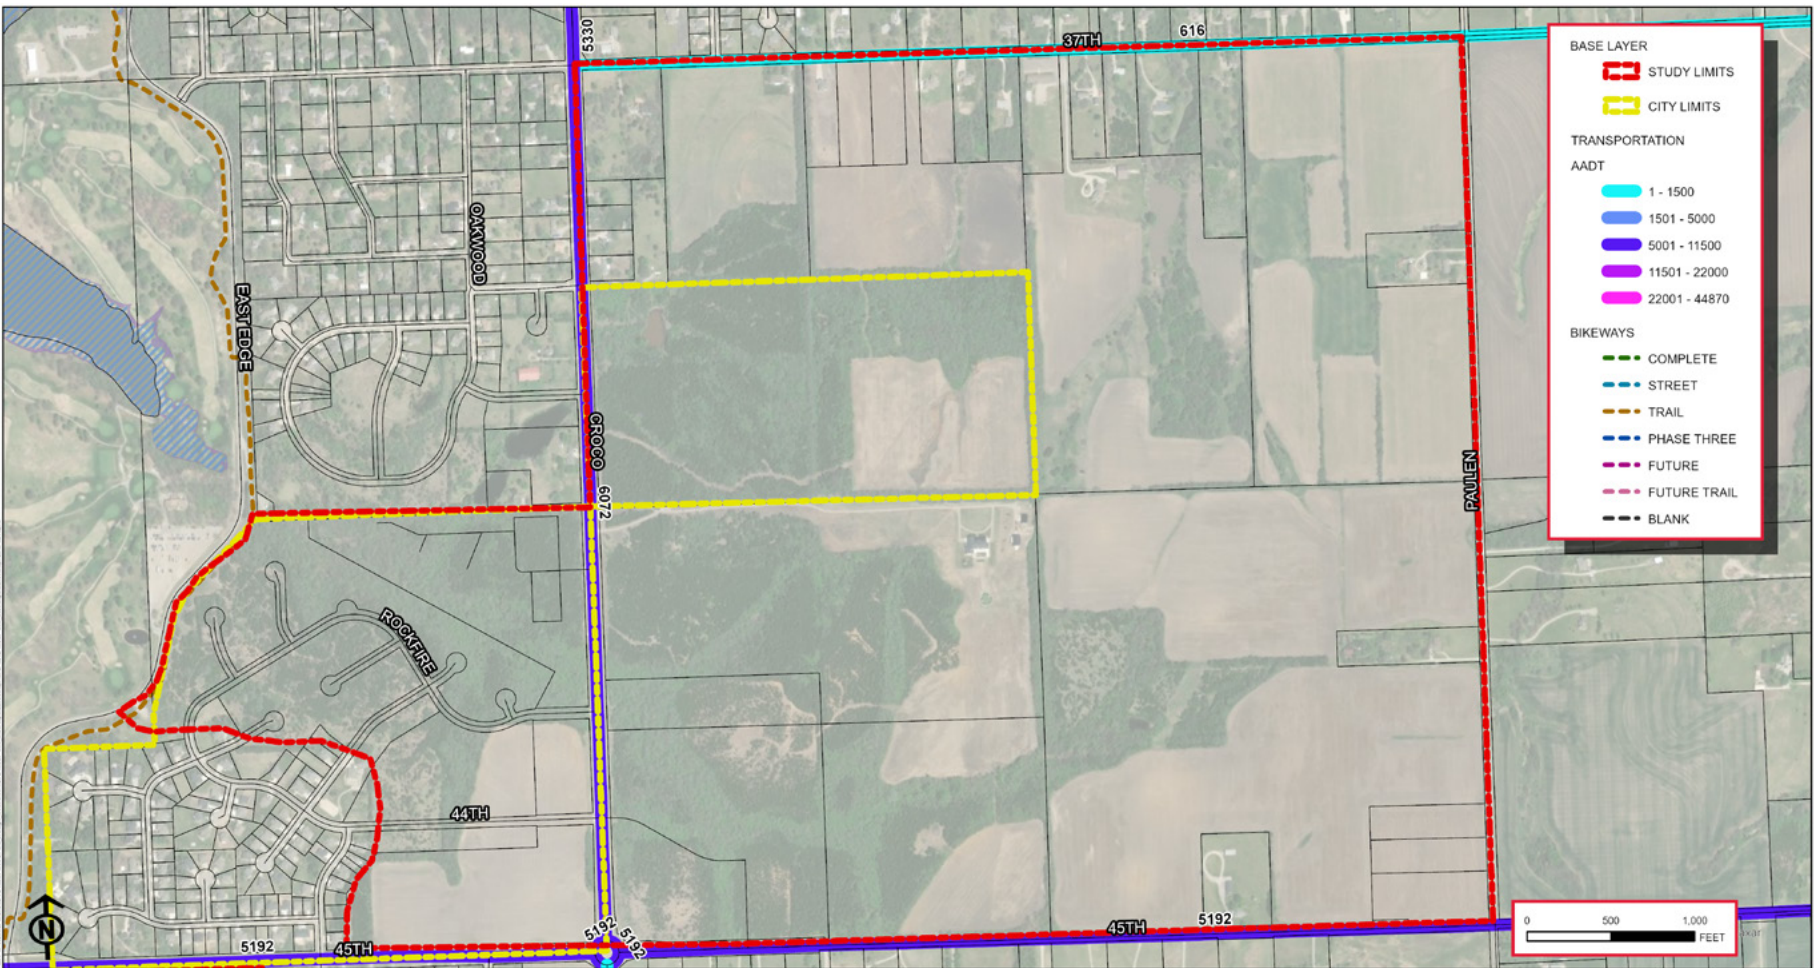 5330
37TH
616
OAKWOOD
EAST EDGE
CROCO
6072
PAULEN
ROCKFIRE
44TH
5192
45TH
5192
5192
45TH
5192
N
BASE LAYER
STUDY LIMITS
CITY LIMITS
TRANSPORTATION
AADT
1 - 1500
1501 - 5000
5001 - 11500
11501 - 22000
22001 - 44870
BIKEWAYS
COMPLETE
STREET
TRAIL
PHASE THREE
FUTURE
FUTURE TRAIL
BLANK
0 500 1,000
FEET